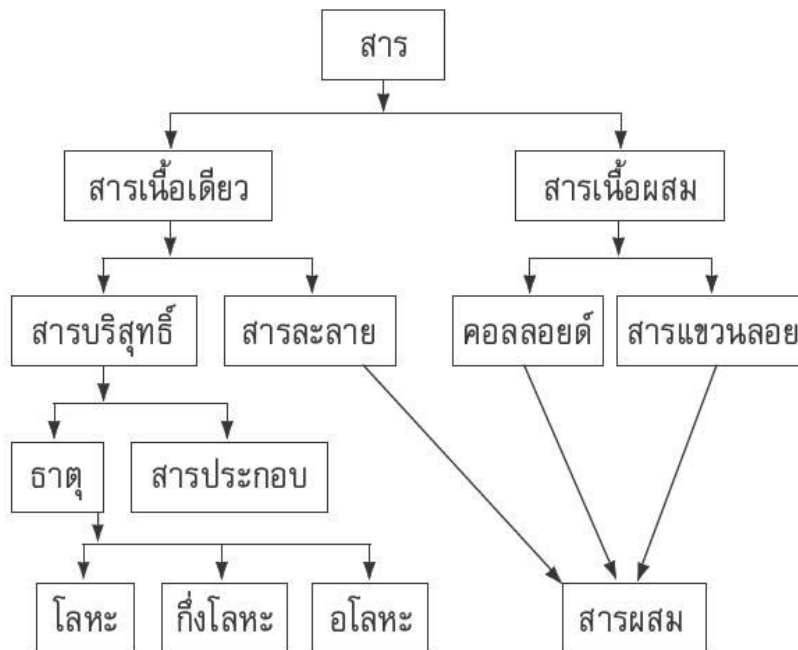 สาร
สารเนื้อเดียว
สารเนื้อผสม
สารบริสุทธิ์
สารละลาย
คอลลอยด์
สารแขวนลอย
ธาตุ
สารประกอบ
โลหะ
กึ่งโลหะ
อโลหะ
สารผสม